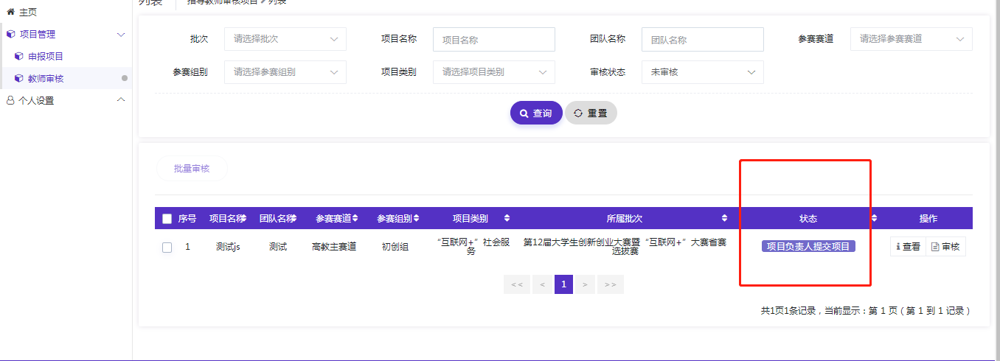 主页
项目管理
申报项目
教师审核
个人设置
列表 指导教师审核项目 列表
批次 请选择批次 项目名称 项目名称 团队名称 团队名称 参赛赛道 请选择参赛赛道
参赛组别 请选择参赛组别 项目类别 请选择项目类别 审核状态 未审核
查询 重置
批量审核
序号 项目名称 团队名称 参赛赛道 参赛组别 项目类别 所属批次 状态 操作
1 测试js 测试 高教主赛道 初创组 “互联网+”社会服务 第12届大学生创新创业大赛暨“互联网+”大赛省赛选拔赛 项目负责人提交项目 查看 审核
<< < 1 > >>
共1页1条记录，当前显示：第 1 页（第 1 到 1 记录）